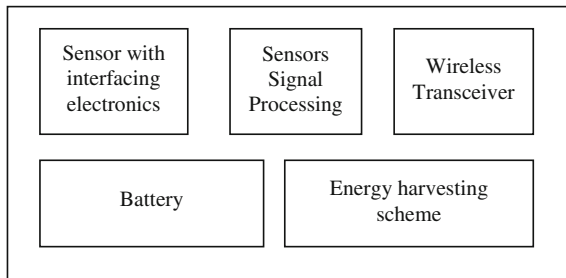 Sensor with
interfacing
electronics
Sensors
Signal
Processing
Wireless
Transceiver
Battery
Energy harvesting
scheme